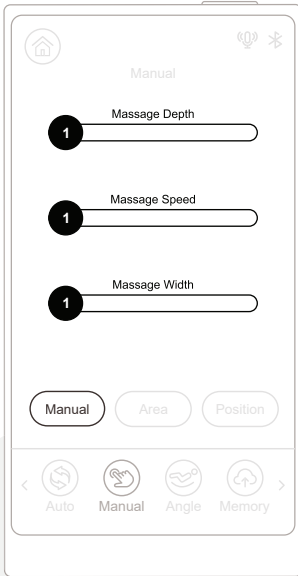 Manual
Massage Depth
1
Massage Speed
1
Massage Width
1
Manual Area Position
Auto Manual Angle Memory